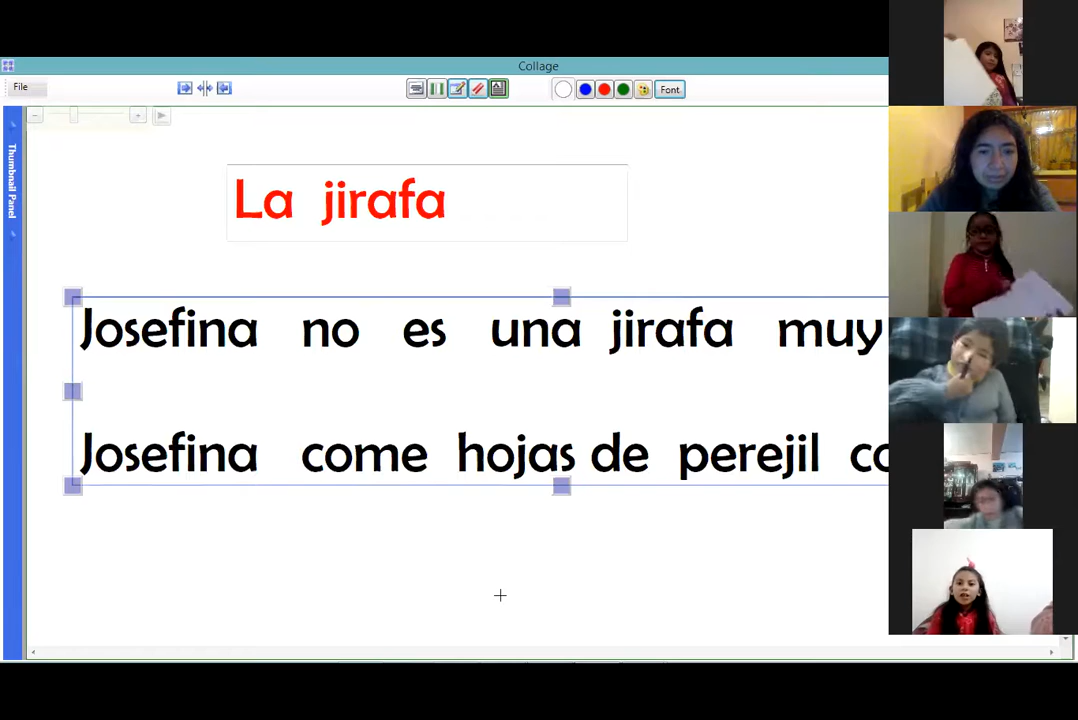 Collage
File
Font
Thumbnail Panel
La jirafa
Josefina no es una jirafa muy
Josefina come hojas de perejil co